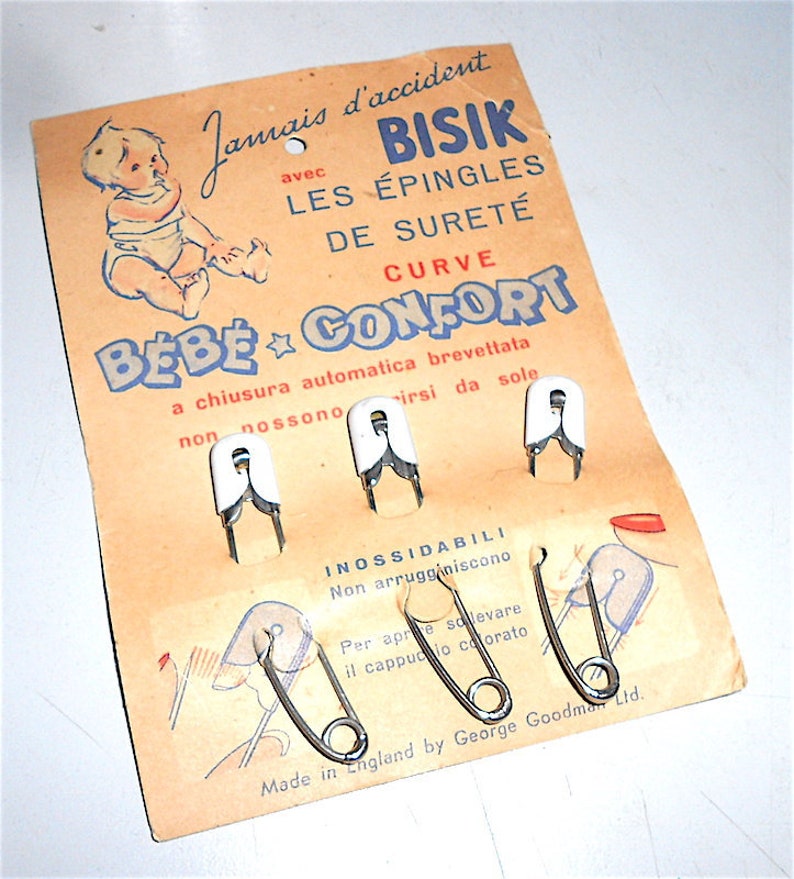 Jamais d'accident
avec BISIK
LES ÉPINGLES
DE SURETÉ
CURVE
BÉBÉ ☆ CONFORT
a chiusura automatica brevettata
non possono da sole
INOSSIDABILI
Non arrugginiscono
Per aprire sollevare
il cappuccio colorato
Made in England by George Goodman Ltd.